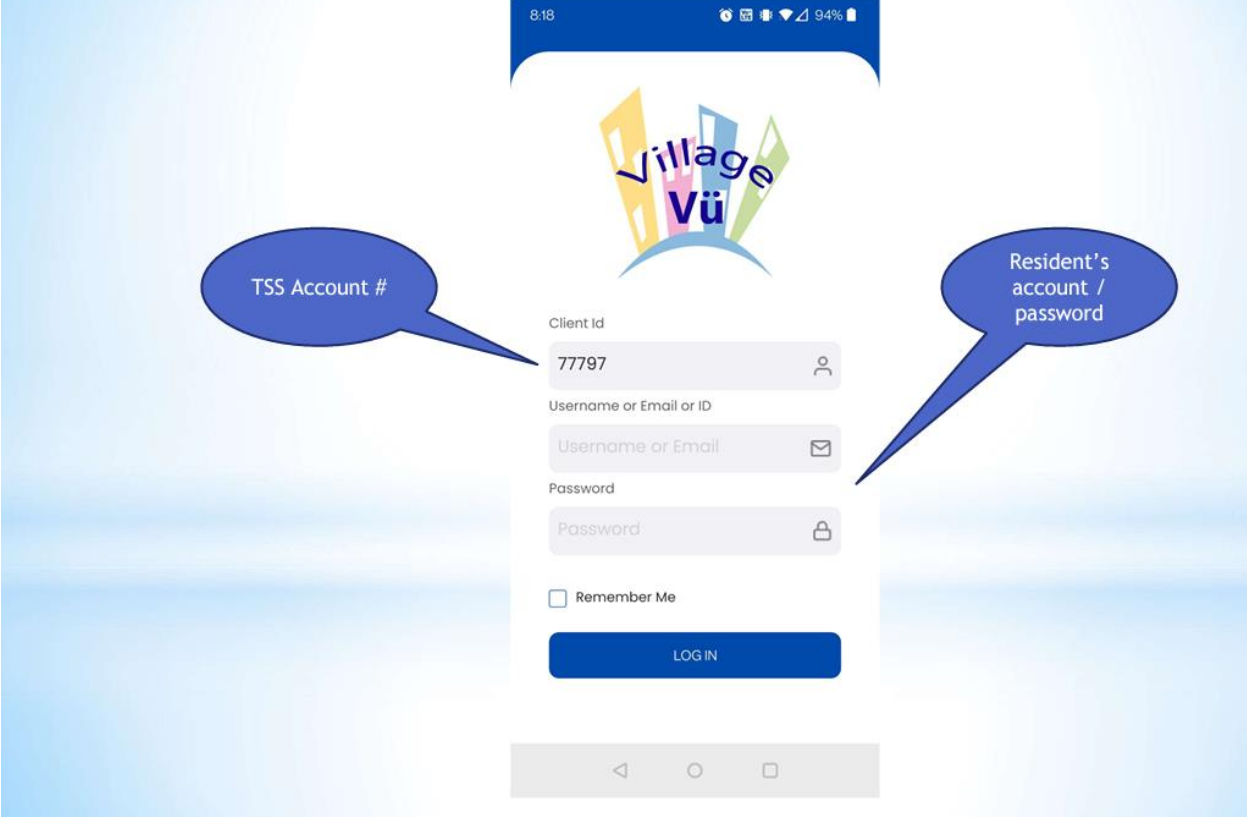 8:18
94%
Village
Vü
TSS Account #
Resident's
account /
password
Client Id
77797
Username or Email or ID
Username or Email
Password
Password
Remember Me
LOG IN